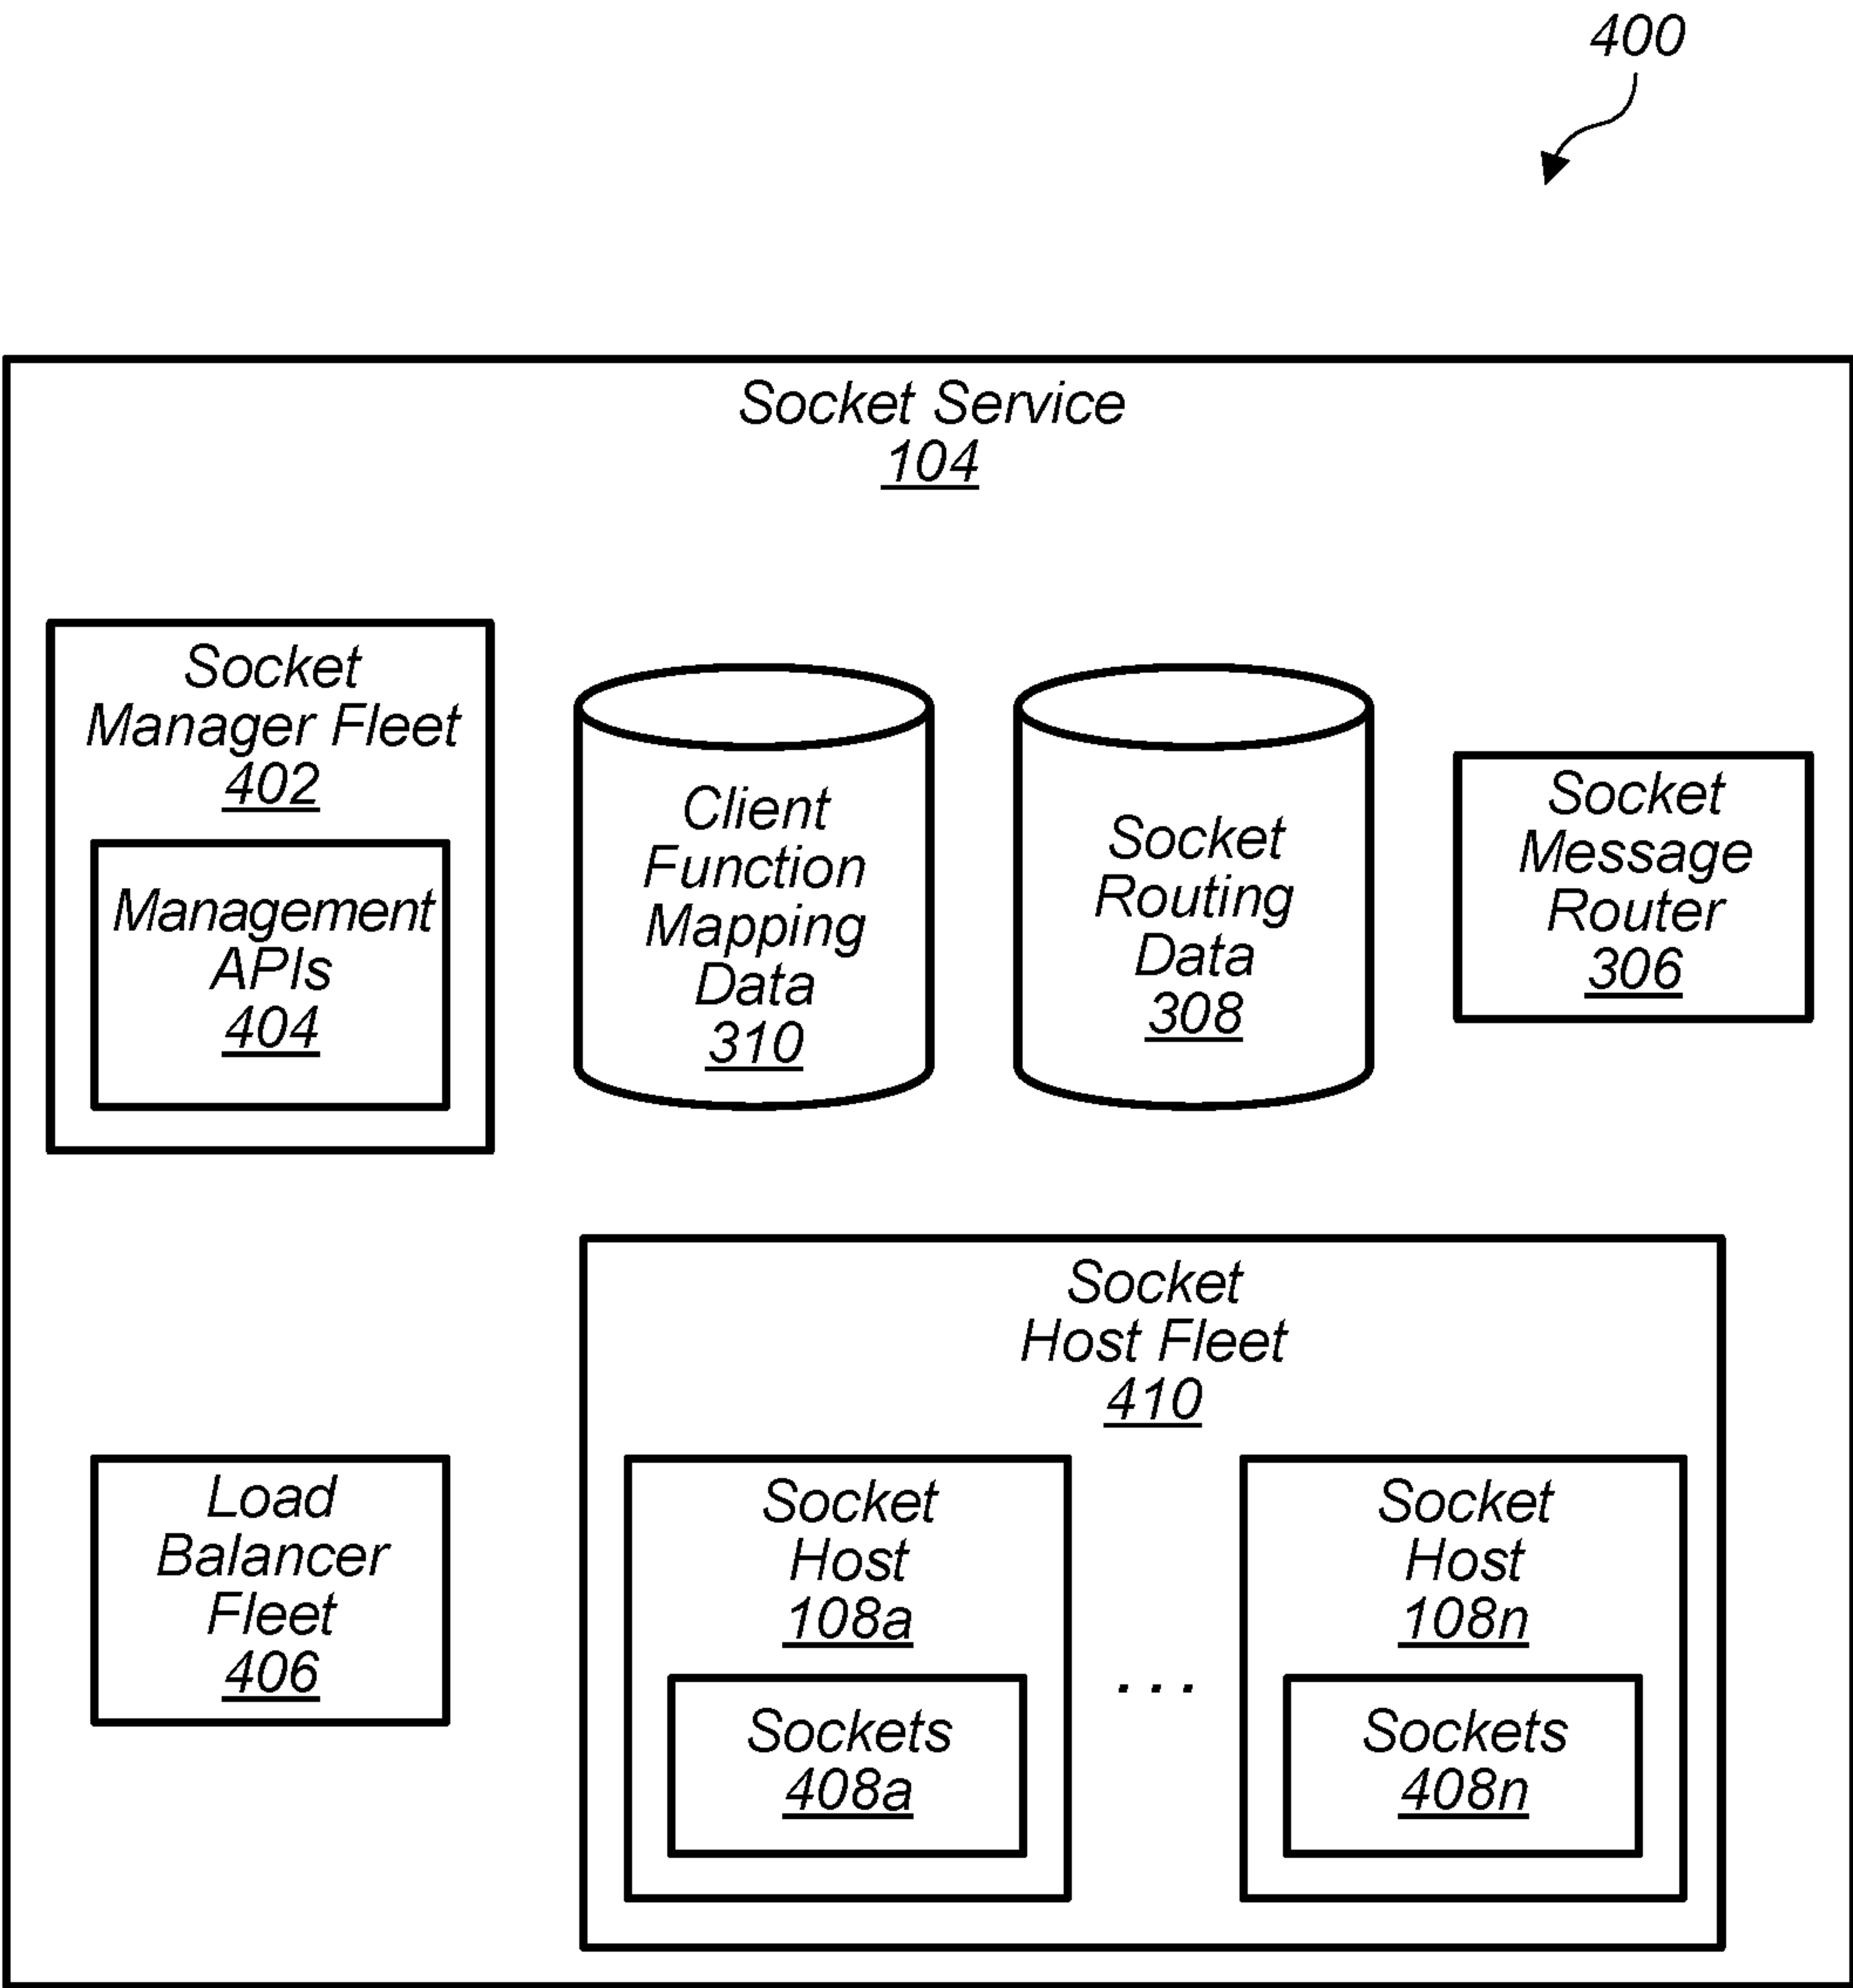 400
Socket Service
104
Socket
Manager Fleet
402
Management
APIs
404
Client
Function
Mapping
Data
310
Socket
Routing
Data
308
Socket
Message
Router
306
Load
Balancer
Fleet
406
Socket
Host Fleet
410
Socket
Host
108a
Sockets
408a
...
Socket
Host
108n
Sockets
408n